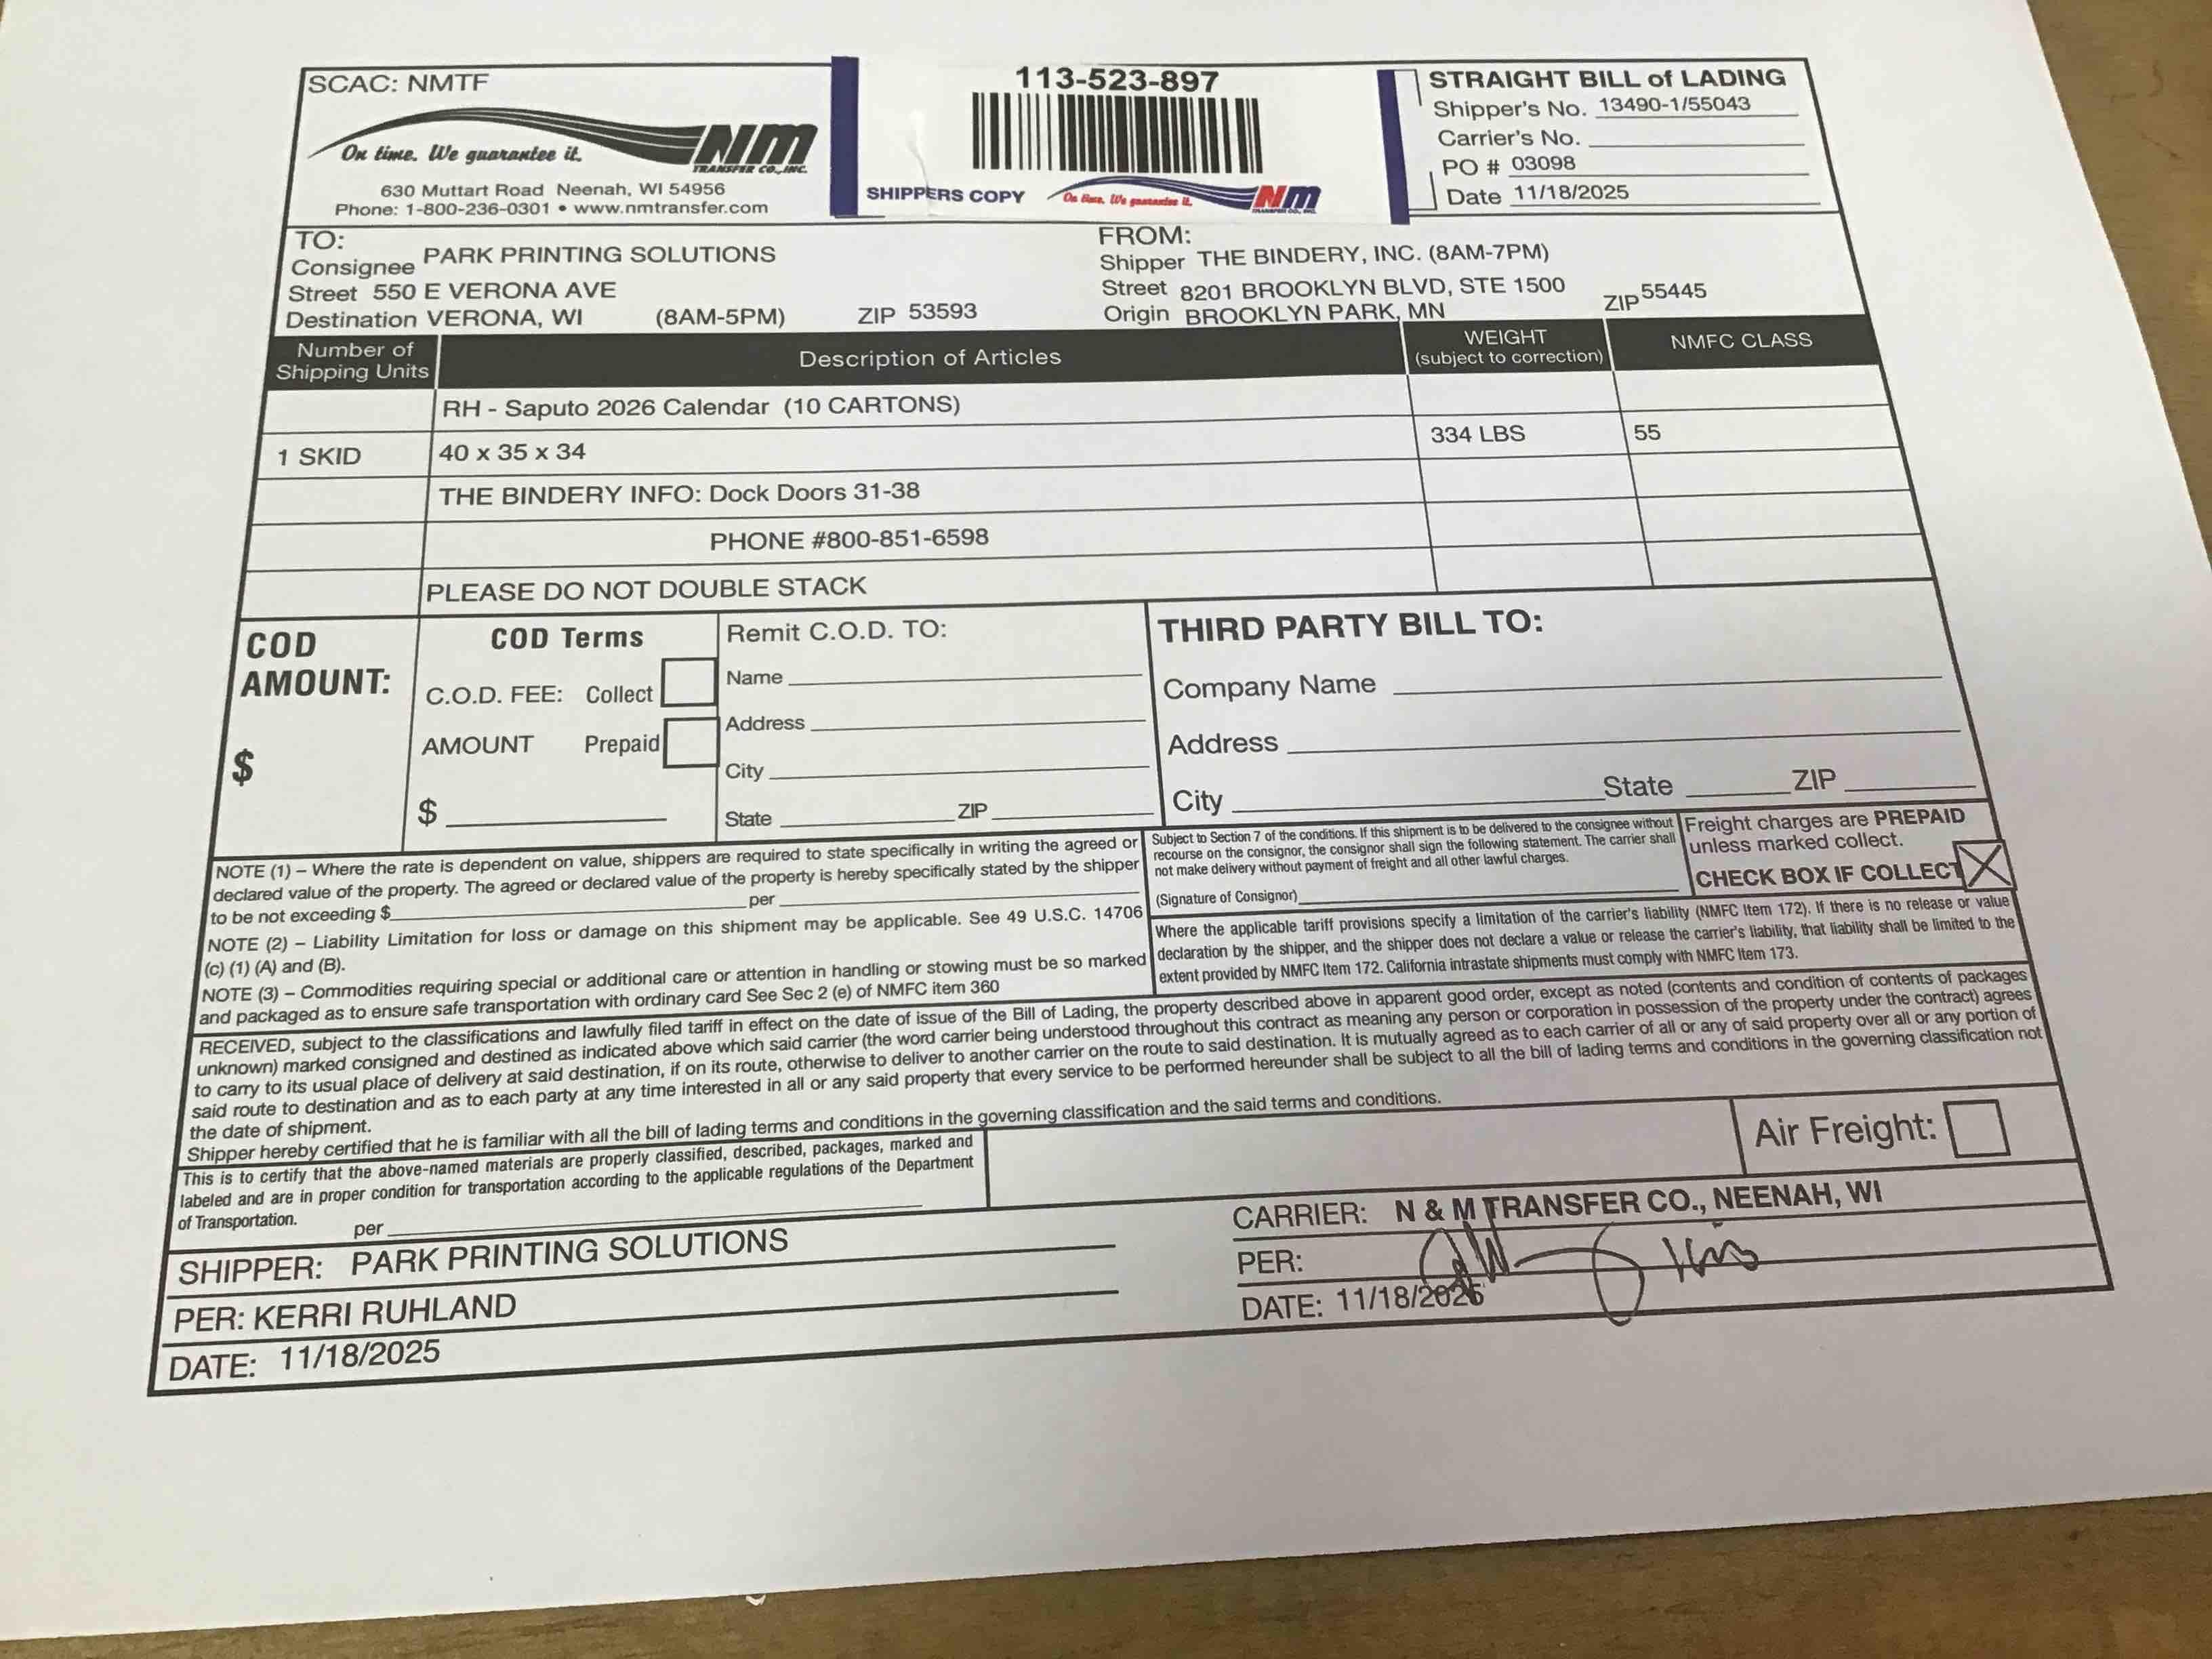 SCAC: NMTF
On time. We guarantee it.
NM
TRANSFER CO., INC.
630 Muttart Road Neenah, WI 54956
Phone: 1-800-236-0301 • www.nmtransfer.com
113-523-897
SHIPPERS COPY
On time. We guarantee it.
NM
TRANSFER CO., INC.
STRAIGHT BILL of LADING
Shipper's No. 13490-1/55043
Carrier's No.
PO # 03098
Date 11/18/2025
TO:
Consignee PARK PRINTING SOLUTIONS
Street 550 E VERONA AVE
Destination VERONA, WI (8AM-5PM) ZIP 53593
FROM:
Shipper THE BINDERY, INC. (8AM-7PM)
Street 8201 BROOKLYN BLVD, STE 1500
Origin BROOKLYN PARK, MN ZIP 55445
Number of
Shipping Units
Description of Articles
WEIGHT
(subject to correction)
NMFC CLASS
RH - Saputo 2026 Calendar (10 CARTONS)
1 SKID 40 x 35 x 34 334 LBS 55
THE BINDERY INFO: Dock Doors 31-38
PHONE #800-851-6598
PLEASE DO NOT DOUBLE STACK
COD
AMOUNT:
$
COD Terms
C.O.D. FEE: Collect
AMOUNT Prepaid
$
Remit C.O.D. TO:
Name
Address
City
State ZIP
THIRD PARTY BILL TO:
Company Name
Address
City State ZIP
NOTE (1) – Where the rate is dependent on value, shippers are required to state specifically in writing the agreed or
declared value of the property. The agreed or declared value of the property is hereby specifically stated by the shipper
to be not exceeding $ per
NOTE (2) – Liability Limitation for loss or damage on this shipment may be applicable. See 49 U.S.C. 14706
(c) (1) (A) and (B).
NOTE (3) – Commodities requiring special or additional care or attention in handling or stowing must be so marked
and packaged as to ensure safe transportation with ordinary card See Sec 2 (e) of NMFC item 360
Subject to Section 7 of the conditions. If this shipment is to be delivered to the consignee without
recourse on the consignor, the consignor shall sign the following statement. The carrier shall
not make delivery without payment of freight and all other lawful charges.
(Signature of Consignor)
Freight charges are PREPAID
unless marked collect.
CHECK BOX IF COLLECT
Where the applicable tariff provisions specify a limitation of the carrier's liability (NMFC Item 172). If there is no release or value
declaration by the shipper, and the shipper does not declare a value or release the carrier's liability, that liability shall be limited to the
extent provided by NMFC Item 172. California intrastate shipments must comply with NMFC Item 173.
RECEIVED, subject to the classifications and lawfully filed tariff in effect on the date of issue of the Bill of Lading, the property described above in apparent good order, except as noted (contents and condition of contents of packages
unknown) marked consigned and destined as indicated above which said carrier (the word carrier being understood throughout this contract as meaning any person or corporation in possession of the property under the contract) agrees
to carry to its usual place of delivery at said destination, if on its route, otherwise to deliver to another carrier on the route to said destination. It is mutually agreed as to each carrier of all or any of said property over all or any portion of
said route to destination and as to each party at any time interested in all or any said property that every service to be performed hereunder shall be subject to all the bill of lading terms and conditions in the governing classification not
the date of shipment.
Shipper hereby certified that he is familiar with all the bill of lading terms and conditions in the governing classification and the said terms and conditions.
This is to certify that the above-named materials are properly classified, described, packages, marked and
labeled and are in proper condition for transportation according to the applicable regulations of the Department
of Transportation.
per
Air Freight:
SHIPPER: PARK PRINTING SOLUTIONS
PER: KERRI RUHLAND
DATE: 11/18/2025
CARRIER: N & M TRANSFER CO., NEENAH, WI
PER:
DATE: 11/18/2025